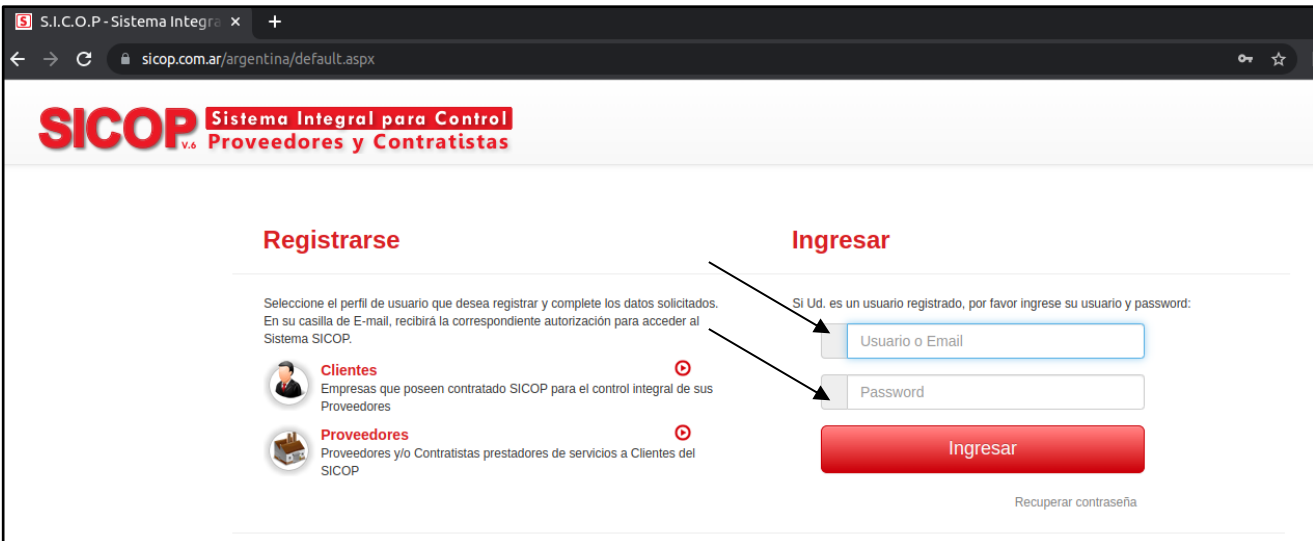 S.I.C.O.P - Sistema Integra
sicop.com.ar/argentina/default.aspx
SICOP V.6
Sistema Integral para Control
Proveedores y Contratistas
Registrarse
Seleccione el perfil de usuario que desea registrar y complete los datos solicitados.
En su casilla de E-mail, recibirá la correspondiente autorización para acceder al
Sistema SICOP.
Clientes
Empresas que poseen contratado SICOP para el control integral de sus
Proveedores
Proveedores
Proveedores y/o Contratistas prestadores de servicios a Clientes del
SICOP
Ingresar
Si Ud. es un usuario registrado, por favor ingrese su usuario y password:
Usuario o Email
Password
Ingresar
Recuperar contraseña